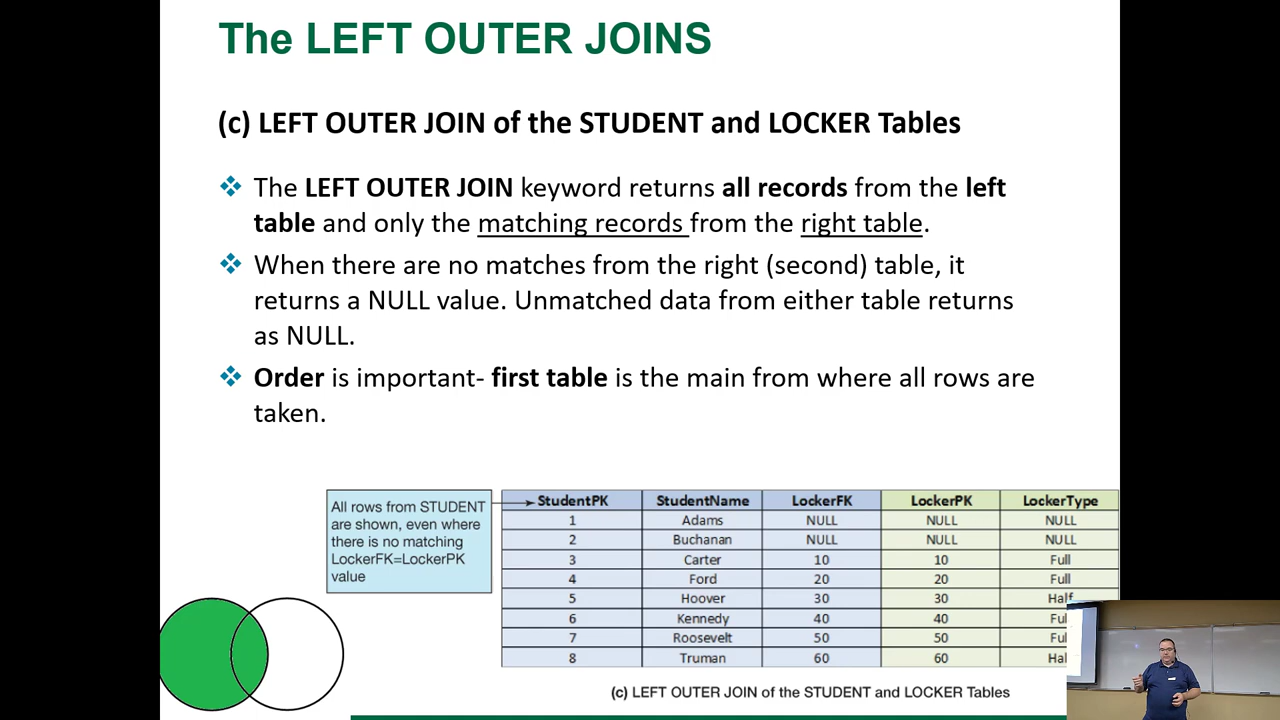 The LEFT OUTER JOINS
(c) LEFT OUTER JOIN of the STUDENT and LOCKER Tables
The LEFT OUTER JOIN keyword returns all records from the left
table and only the matching records from the right table.
When there are no matches from the right (second) table, it
returns a NULL value. Unmatched data from either table returns
as NULL.
Order is important- first table is the main from where all rows are
taken.
All rows from STUDENT
are shown, even where
there is no matching
LockerFK=LockerPK
value
StudentPK StudentName LockerFK LockerPK LockerType
1 Adams NULL NULL NULL
2 Buchanan NULL NULL NULL
3 Carter 10 10 Full
4 Ford 20 20 Full
5 Hoover 30 30 Half
6 Kennedy 40 40 Ful
7 Roosevelt 50 50 Ful
8 Truman 60 60 Hal
(c) LEFT OUTER JOIN of the STUDENT and LOCKER Tables